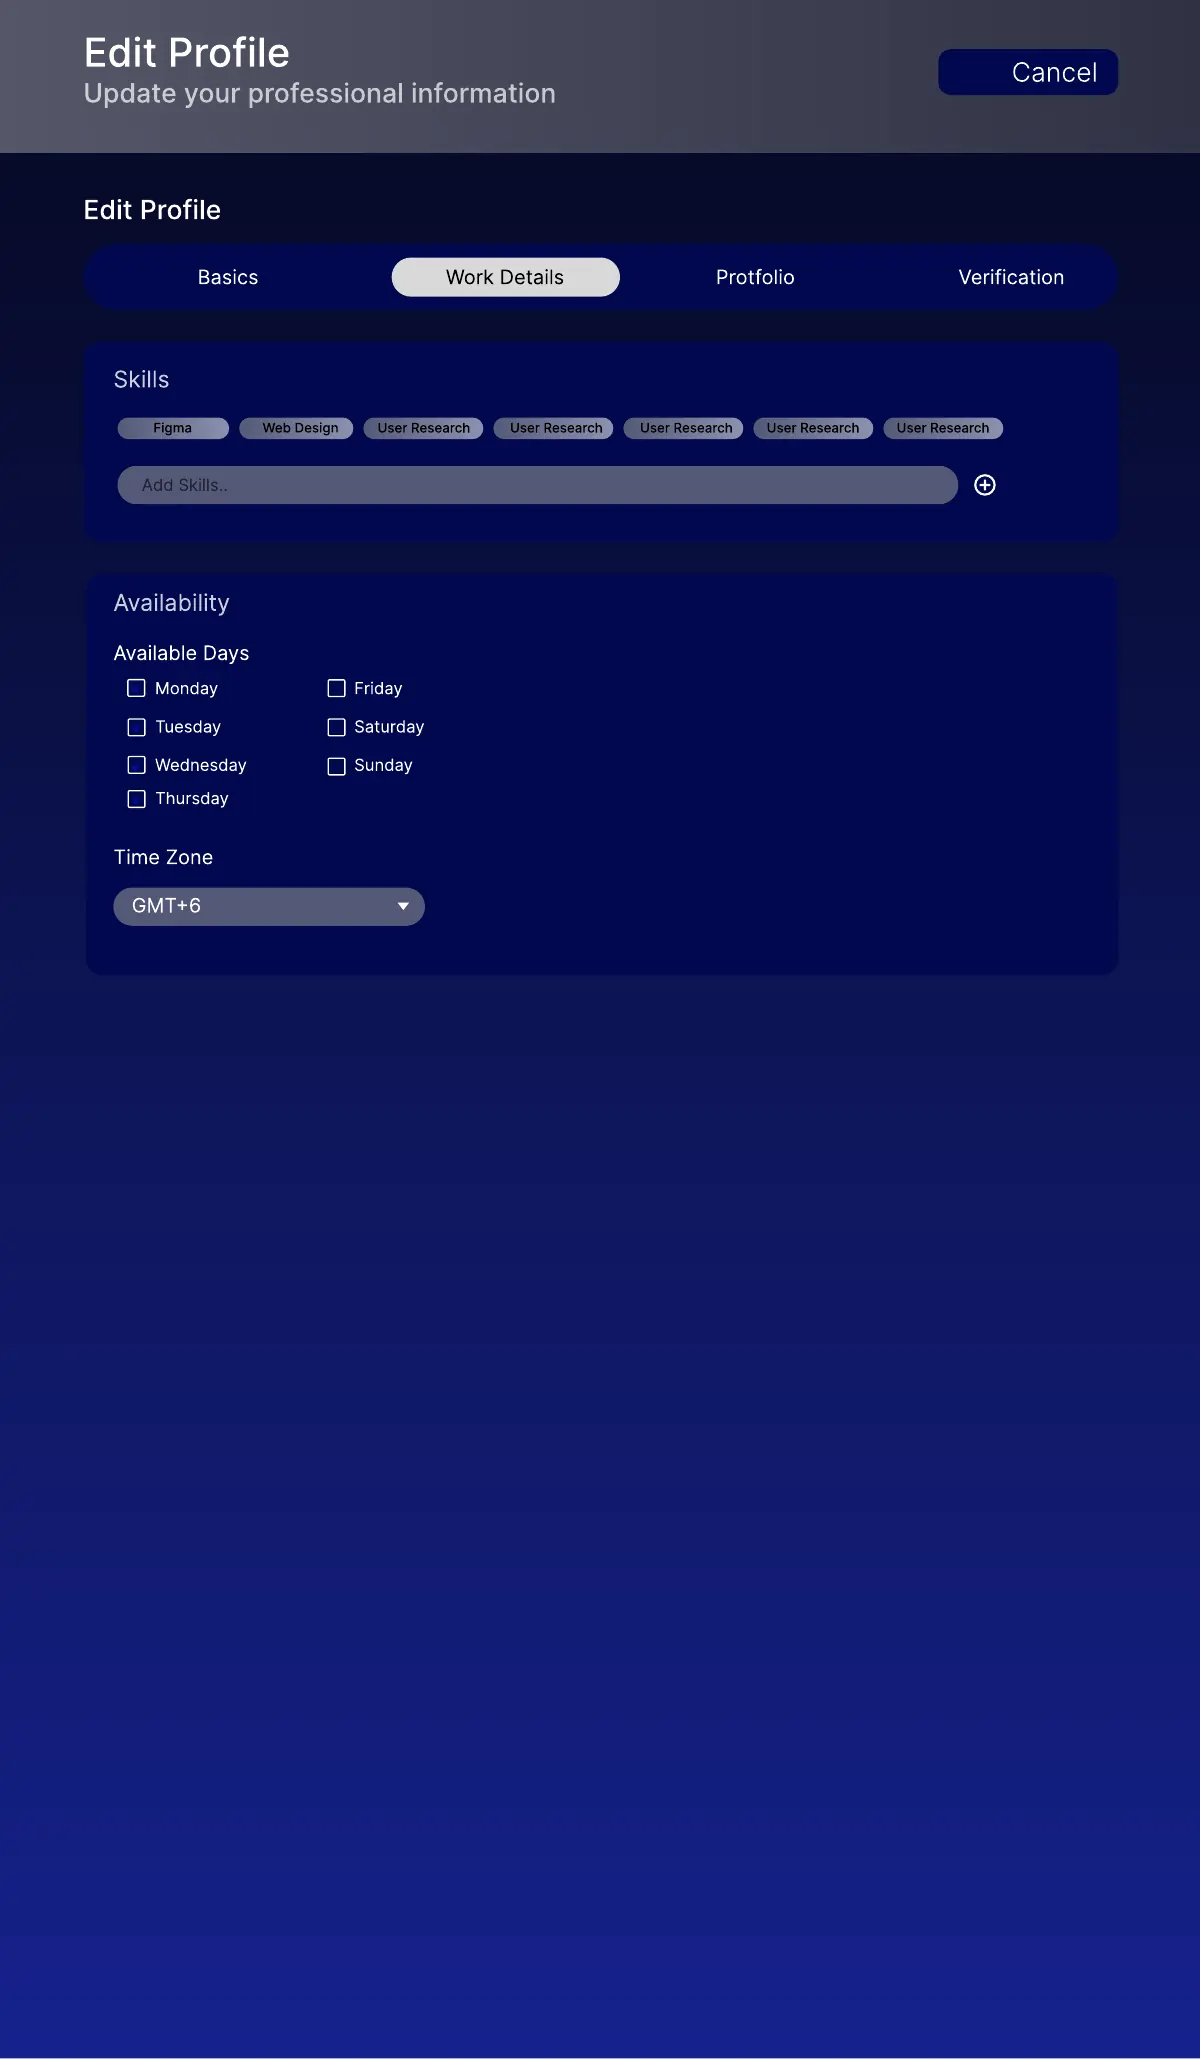 Edit Profile
Update your professional information
Cancel
Edit Profile
Basics Work Details Protfolio Verification
Skills
Figma Web Design User Research User Research User Research User Research User Research
Add Skills..
Availability
Available Days
Monday Friday
Tuesday Saturday
Wednesday Sunday
Thursday
Time Zone
GMT+6